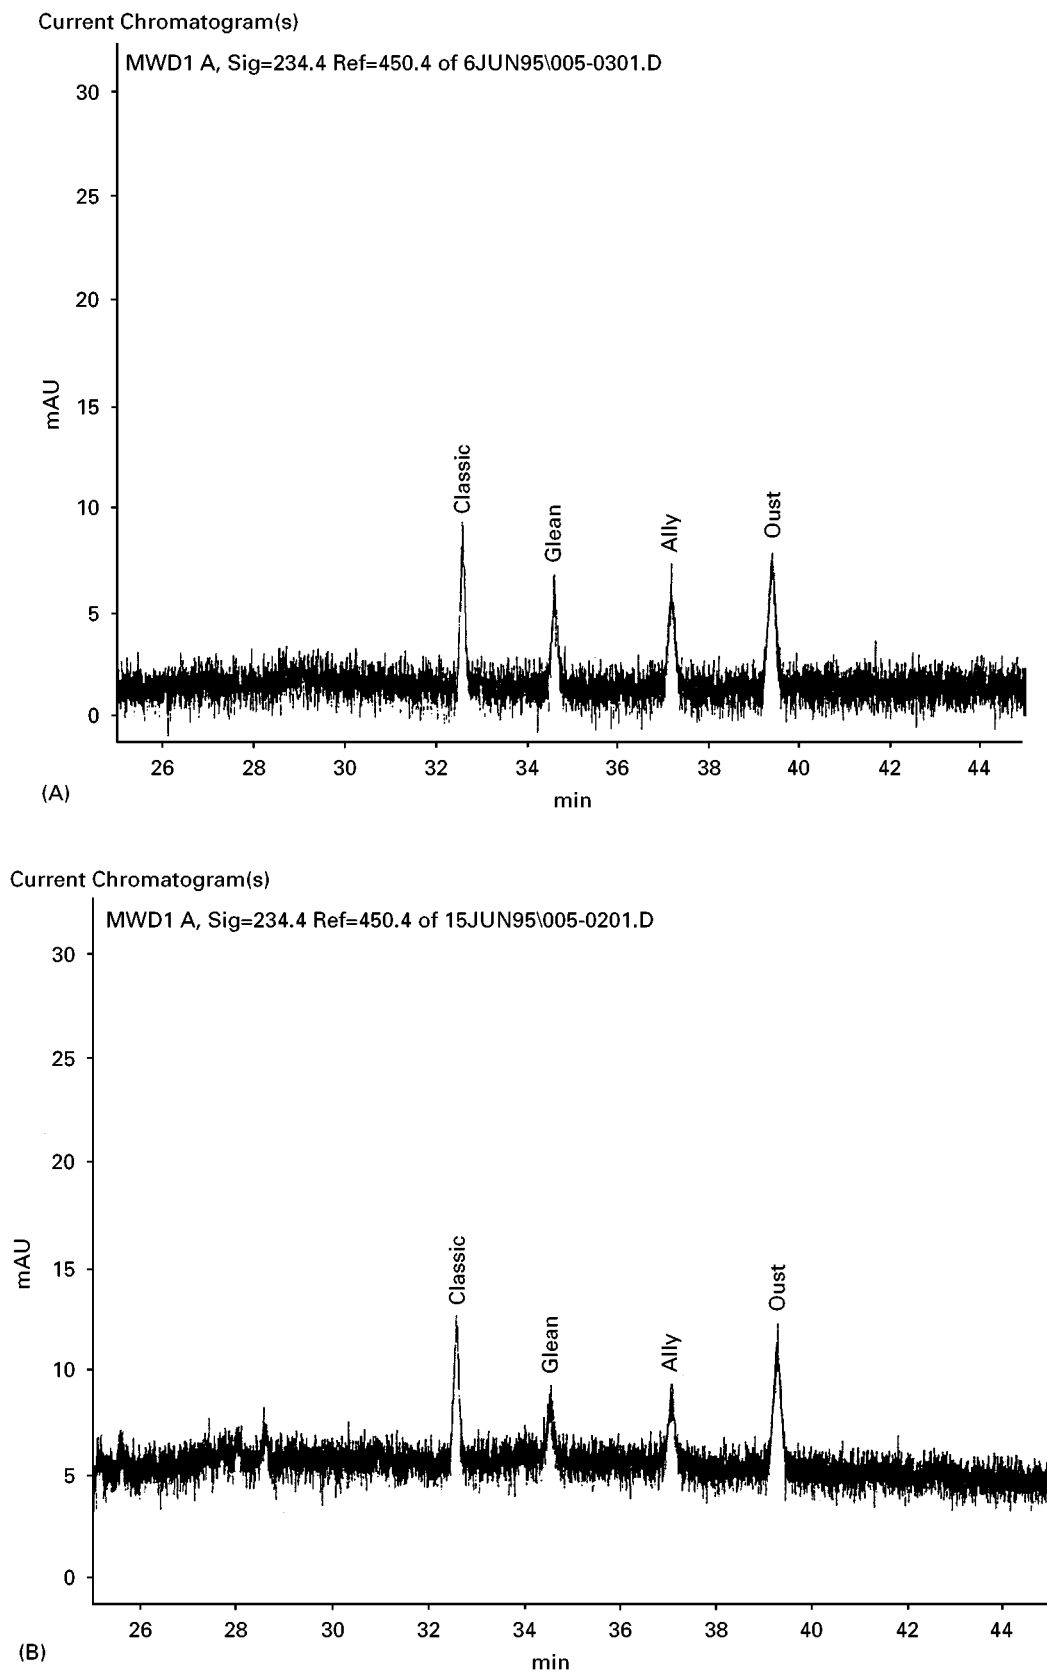 Current Chromatogram(s)
MWD1 A, Sig=234.4 Ref=450.4 of 6JUN95\005-0301.D
30
25
20
15
10
5
0
mAU
Classic
Glean
Ally
Oust
26 28 30 32 34 36 38 40 42 44
min
(A)
Current Chromatogram(s)
MWD1 A, Sig=234.4 Ref=450.4 of 15JUN95\005-0201.D
30
25
20
15
10
5
0
mAU
Classic
Glean
Ally
Oust
26 28 30 32 34 36 38 40 42 44
min
(B)